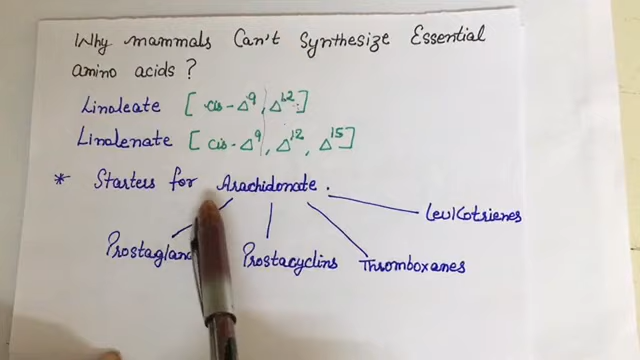 Why mammals Can't Synthesize Essential
amino acids ?
Linoleate [ cis - Δ⁹, Δ¹² ]
Linolenate [ cis - Δ⁹, Δ¹², Δ¹⁵ ]
* Starters for Arachidonate .
Leukotrienes
Prostaglan Prostacyclins Thromboxanes